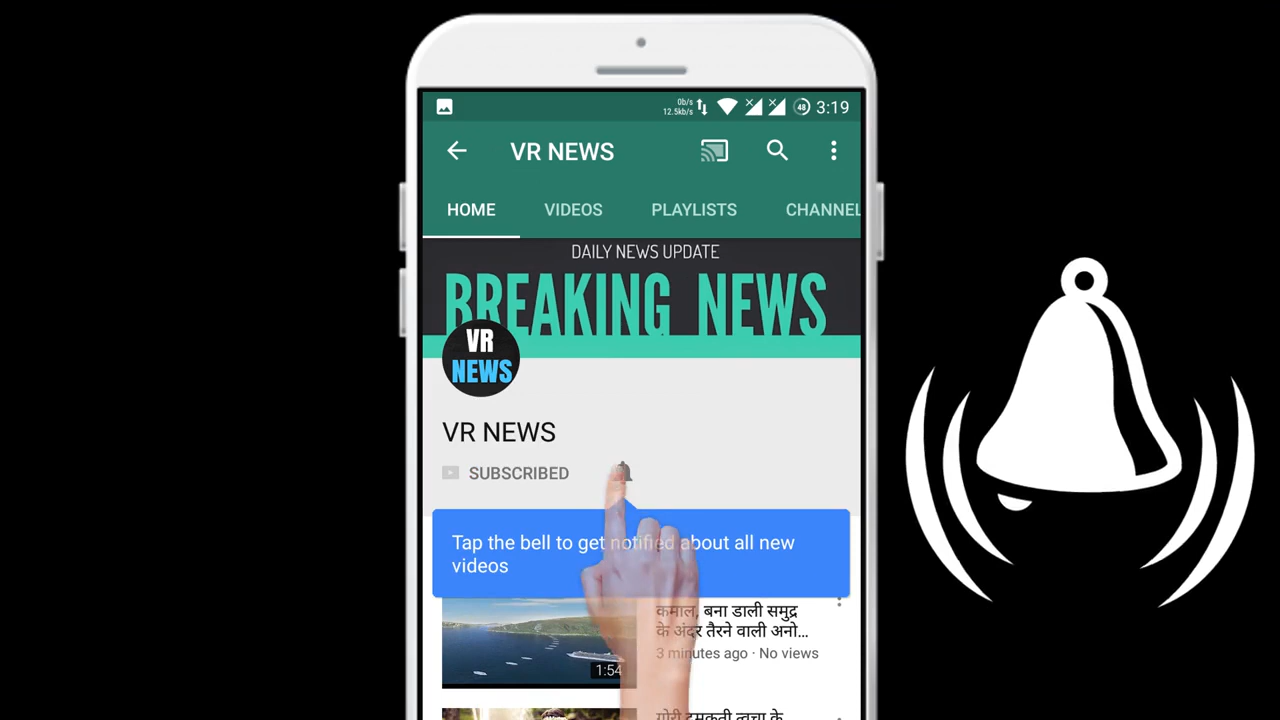 0b/s
12.5kb/s
48
3:19
VR NEWS
HOME VIDEOS PLAYLISTS CHANNEL
DAILY NEWS UPDATE
BREAKING NEWS
VR
NEWS
VR NEWS
SUBSCRIBED
Tap the bell to get notified about all new
videos
कमाल, बना डाली समुद्र
के अंदर तैरने वाली अनो...
3 minutes ago · No views
1:54
गोरी दमकती त्वचा के